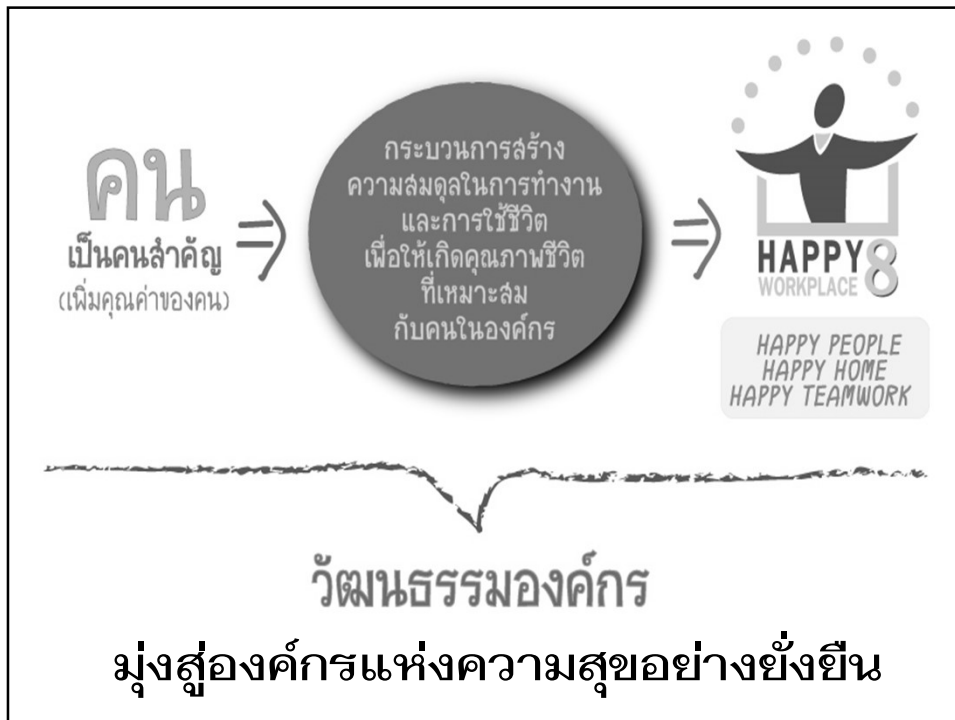 คน
เป็นคนสำคัญ
(เพิ่มคุณค่าของคน)
กระบวนการสร้าง
ความสมดุลในการทำงาน
และการใช้ชีวิต
เพื่อให้เกิดคุณภาพชีวิต
ที่เหมาะสม
กับคนในองค์กร
HAPPY 8
WORKPLACE
HAPPY PEOPLE
HAPPY HOME
HAPPY TEAMWORK
วัฒนธรรมองค์กร
มุ่งสู่องค์กรแห่งความสุขอย่างยั่งยืน